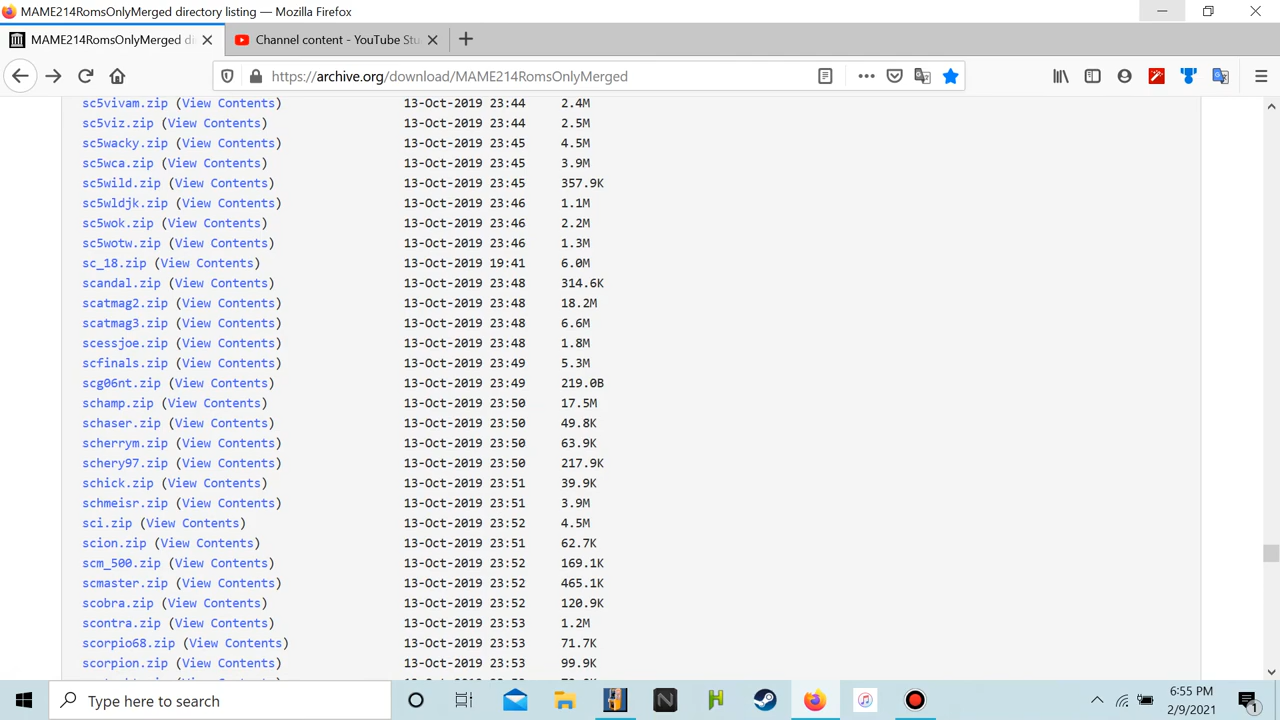 MAME214RomsOnlyMerged directory listing — Mozilla Firefox
MAME214RomsOnlyMerged di
Channel content - YouTube Stu
https://archive.org/download/MAME214RomsOnlyMerged
sc5vivam.zip (View Contents) 13-Oct-2019 23:44 2.4M
sc5viz.zip (View Contents) 13-Oct-2019 23:44 2.5M
sc5wacky.zip (View Contents) 13-Oct-2019 23:45 4.5M
sc5wca.zip (View Contents) 13-Oct-2019 23:45 3.9M
sc5wild.zip (View Contents) 13-Oct-2019 23:45 357.9K
sc5wldjk.zip (View Contents) 13-Oct-2019 23:46 1.1M
sc5wok.zip (View Contents) 13-Oct-2019 23:46 2.2M
sc5wotw.zip (View Contents) 13-Oct-2019 23:46 1.3M
sc_18.zip (View Contents) 13-Oct-2019 19:41 6.0M
scandal.zip (View Contents) 13-Oct-2019 23:48 314.6K
scatmag2.zip (View Contents) 13-Oct-2019 23:48 18.2M
scatmag3.zip (View Contents) 13-Oct-2019 23:48 6.6M
scessjoe.zip (View Contents) 13-Oct-2019 23:48 1.8M
scfinals.zip (View Contents) 13-Oct-2019 23:49 5.3M
scg06nt.zip (View Contents) 13-Oct-2019 23:49 219.0B
schamp.zip (View Contents) 13-Oct-2019 23:50 17.5M
schaser.zip (View Contents) 13-Oct-2019 23:50 49.8K
scherrym.zip (View Contents) 13-Oct-2019 23:50 63.9K
schery97.zip (View Contents) 13-Oct-2019 23:50 217.9K
schick.zip (View Contents) 13-Oct-2019 23:51 39.9K
schmeisr.zip (View Contents) 13-Oct-2019 23:51 3.9M
sci.zip (View Contents) 13-Oct-2019 23:52 4.5M
scion.zip (View Contents) 13-Oct-2019 23:51 62.7K
scm_500.zip (View Contents) 13-Oct-2019 23:52 169.1K
scmaster.zip (View Contents) 13-Oct-2019 23:52 465.1K
scobra.zip (View Contents) 13-Oct-2019 23:52 120.9K
scontra.zip (View Contents) 13-Oct-2019 23:53 1.2M
scorpio68.zip (View Contents) 13-Oct-2019 23:53 71.7K
scorpion.zip (View Contents) 13-Oct-2019 23:53 99.9K
Type here to search
6:55 PM
2/9/2021
1